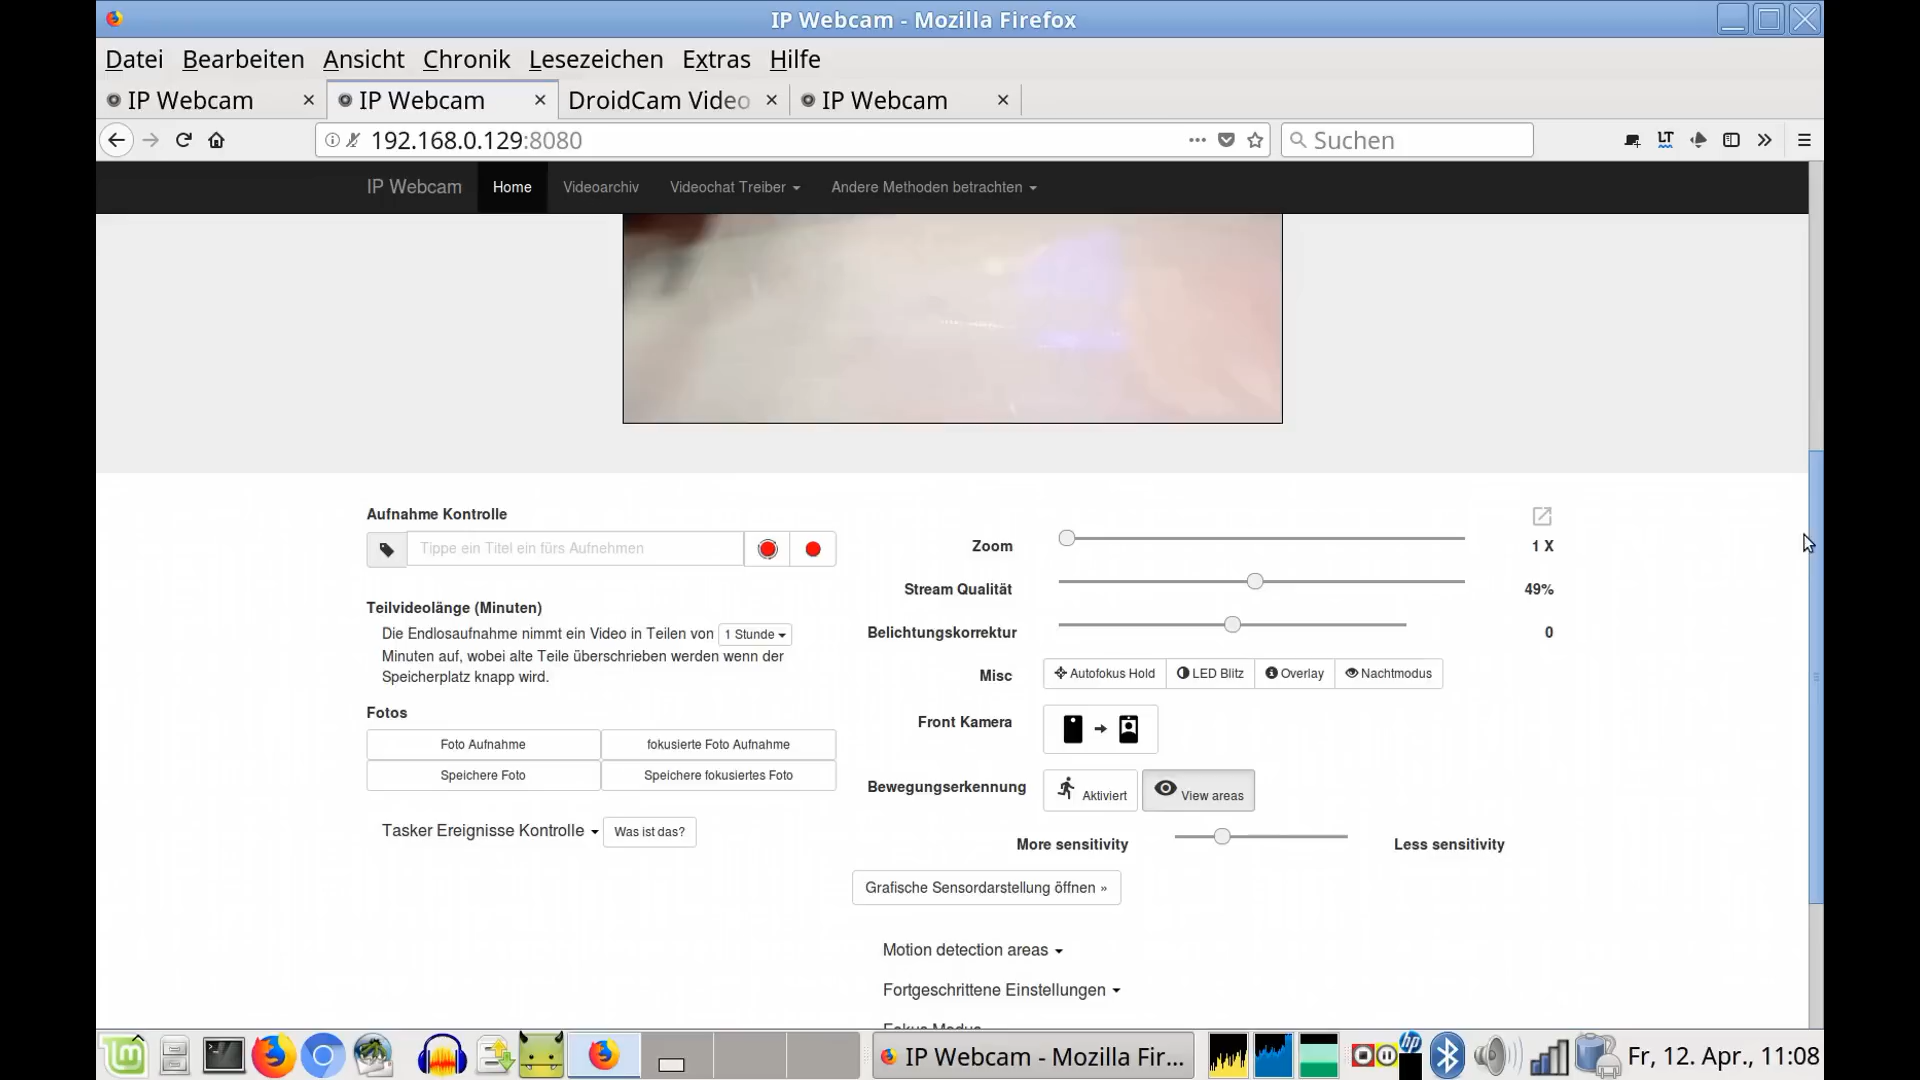 IP Webcam - Mozilla Firefox
Datei Bearbeiten Ansicht Chronik Lesezeichen Extras Hilfe
IP Webcam IP Webcam DroidCam Video IP Webcam
192.168.0.129:8080 Suchen LT
IP Webcam Home Videoarchiv Videochat Treiber Andere Methoden betrachten
Aufnahme Kontrolle
Tippe ein Titel ein fürs Aufnehmen
Teilvideolänge (Minuten)
Die Endlosaufnahme nimmt ein Video in Teilen von 1 Stunde
Minuten auf, wobei alte Teile überschrieben werden wenn der
Speicherplatz knapp wird.
Fotos
Foto Aufnahme fokusierte Foto Aufnahme
Speichere Foto Speichere fokusiertes Foto
Tasker Ereignisse Kontrolle Was ist das?
Zoom 1 X
Stream Qualität 49%
Belichtungskorrektur 0
Misc Autofokus Hold LED Blitz Overlay Nachtmodus
Front Kamera
Bewegungserkennung Aktiviert View areas
More sensitivity Less sensitivity
Grafische Sensordarstellung öffnen »
Motion detection areas
Fortgeschrittene Einstellungen
Fokus Modus
IP Webcam - Mozilla Fir... hp Fr, 12. Apr., 11:08